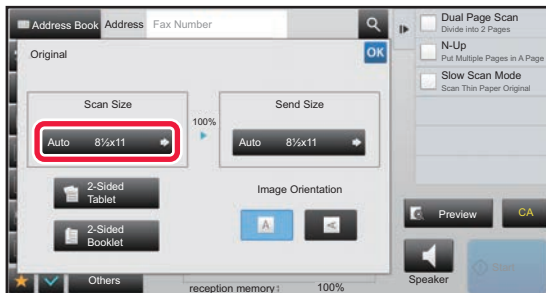 Address Book Address Fax Number
Original
OK
Scan Size
100%
Send Size
Auto 8½x11
Auto 8½x11
2-Sided
Tablet
2-Sided
Booklet
Image Orientation
A
A
Others
reception memory: 100%
Dual Page Scan
Divide into 2 Pages
N-Up
Put Multiple Pages in A Page
Slow Scan Mode
Scan Thin Paper Original
Preview
CA
Speaker
Start